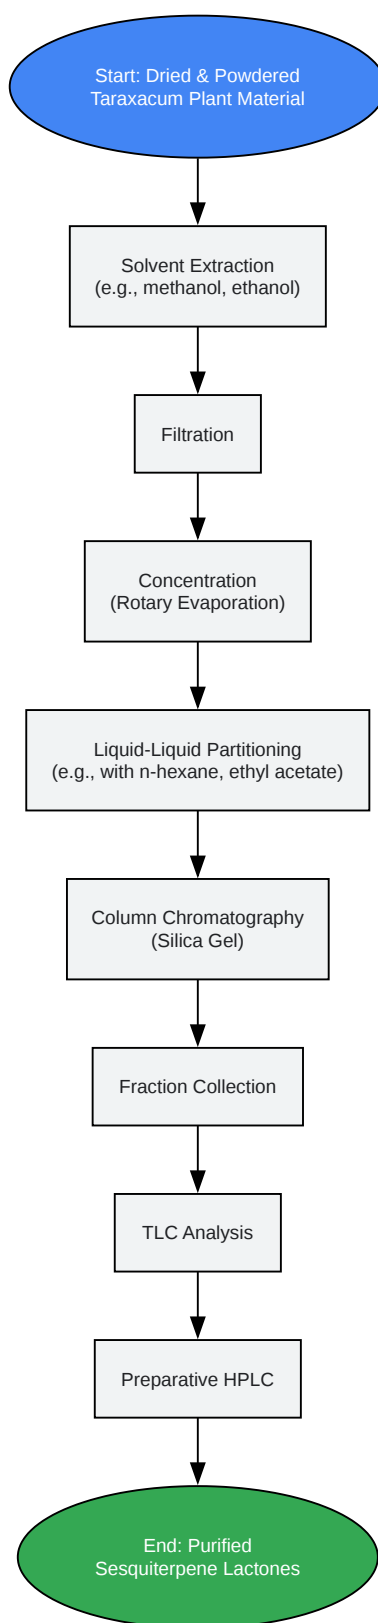 Start: Dried & Powdered
Taraxacum Plant Material
Solvent Extraction
(e.g., methanol, ethanol)
Filtration
Concentration
(Rotary Evaporation)
Liquid-Liquid Partitioning
(e.g., with n-hexane, ethyl acetate)
Column Chromatography
(Silica Gel)
Fraction Collection
TLC Analysis
Preparative HPLC
End: Purified
Sesquiterpene Lactones